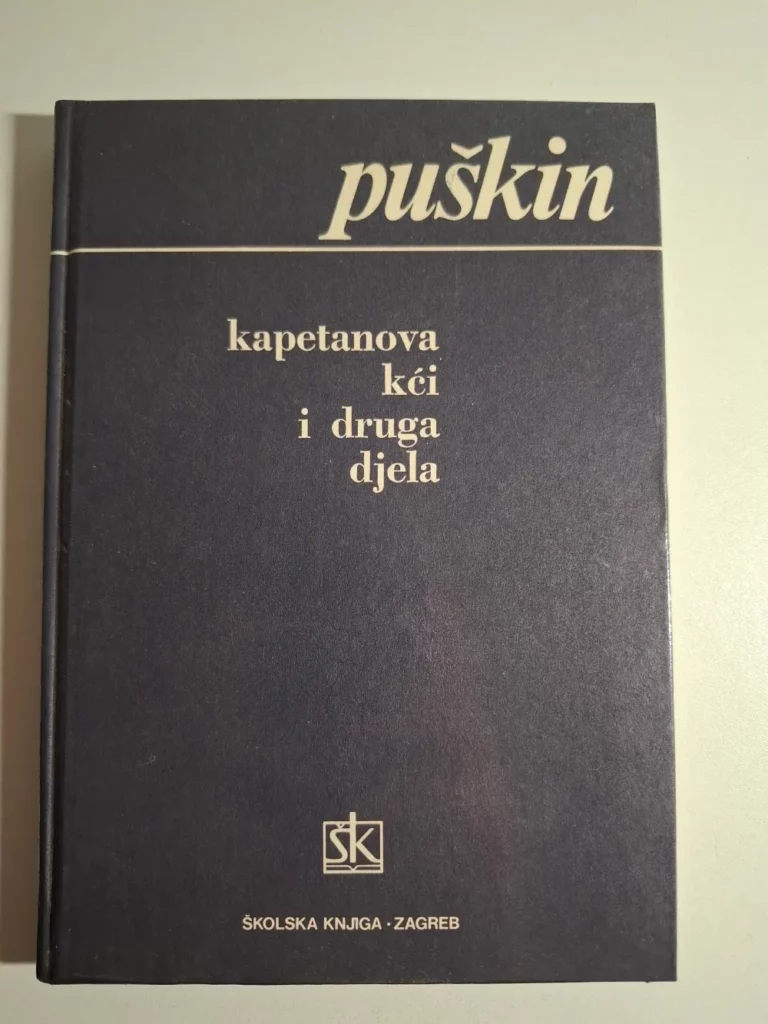 puškin
kapetanova
kći
i druga
djela
ŠK
ŠKOLSKA KNJIGA · ZAGREB